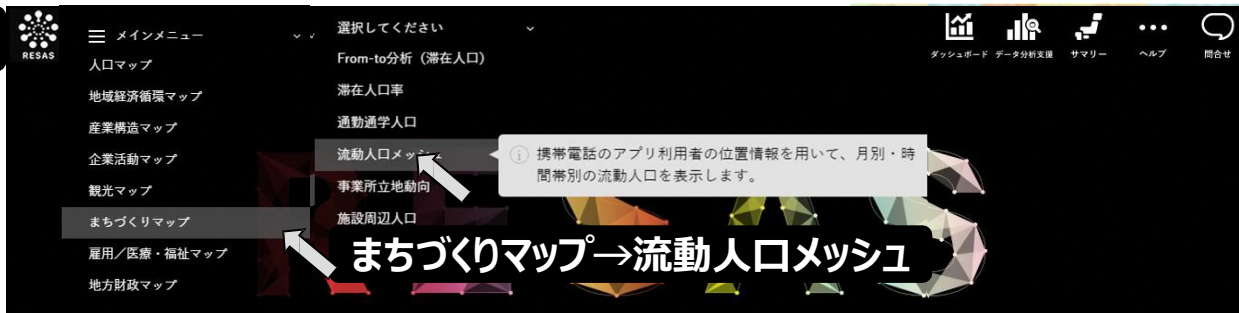 RESAS
メインメニュー
人口マップ
地域経済循環マップ
産業構造マップ
企業活動マップ
観光マップ
まちづくりマップ
雇用／医療・福祉マップ
地方財政マップ
選択してください
From-to分析（滞在人口）
滞在人口率
通勤通学人口
流動人口メッシュ
事業所立地動向
施設周辺人口
携帯電話のアプリ利用者の位置情報を用いて、月別・時
間帯別の流動人口を表示します。
ダッシュボード
データ分析支援
サマリー
ヘルプ
問合せ
まちづくりマップ→流動人口メッシュ